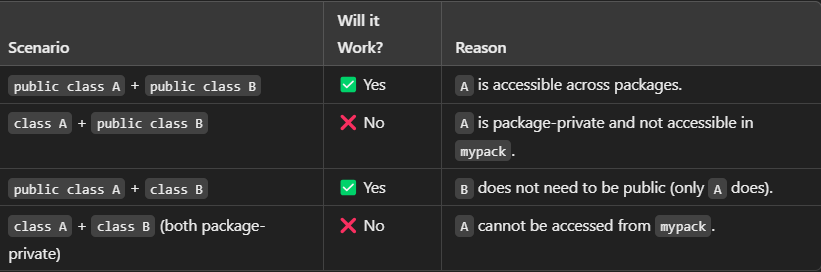 Scenario
Will it
Work?
Reason
public class A + public class B
✅ Yes
A is accessible across packages.
class A + public class B
❌ No
A is package-private and not accessible in
mypack .
public class A + class B
✅ Yes
B does not need to be public (only A does).
class A + class B (both package-
private)
❌ No
A cannot be accessed from mypack .